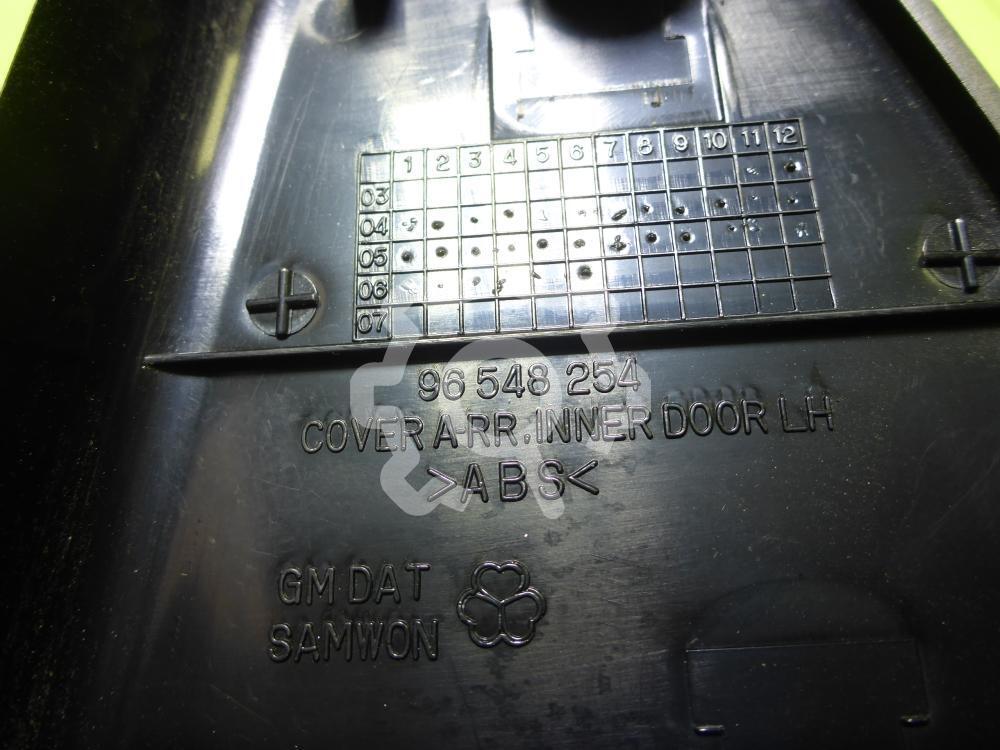 1 2 3 4 5 6 7 8 9 10 11 12
03
04
05
06
07
96 548 254
COVER A-RR. INNER DOOR LH
>ABS<
GM DAT
SAMWON